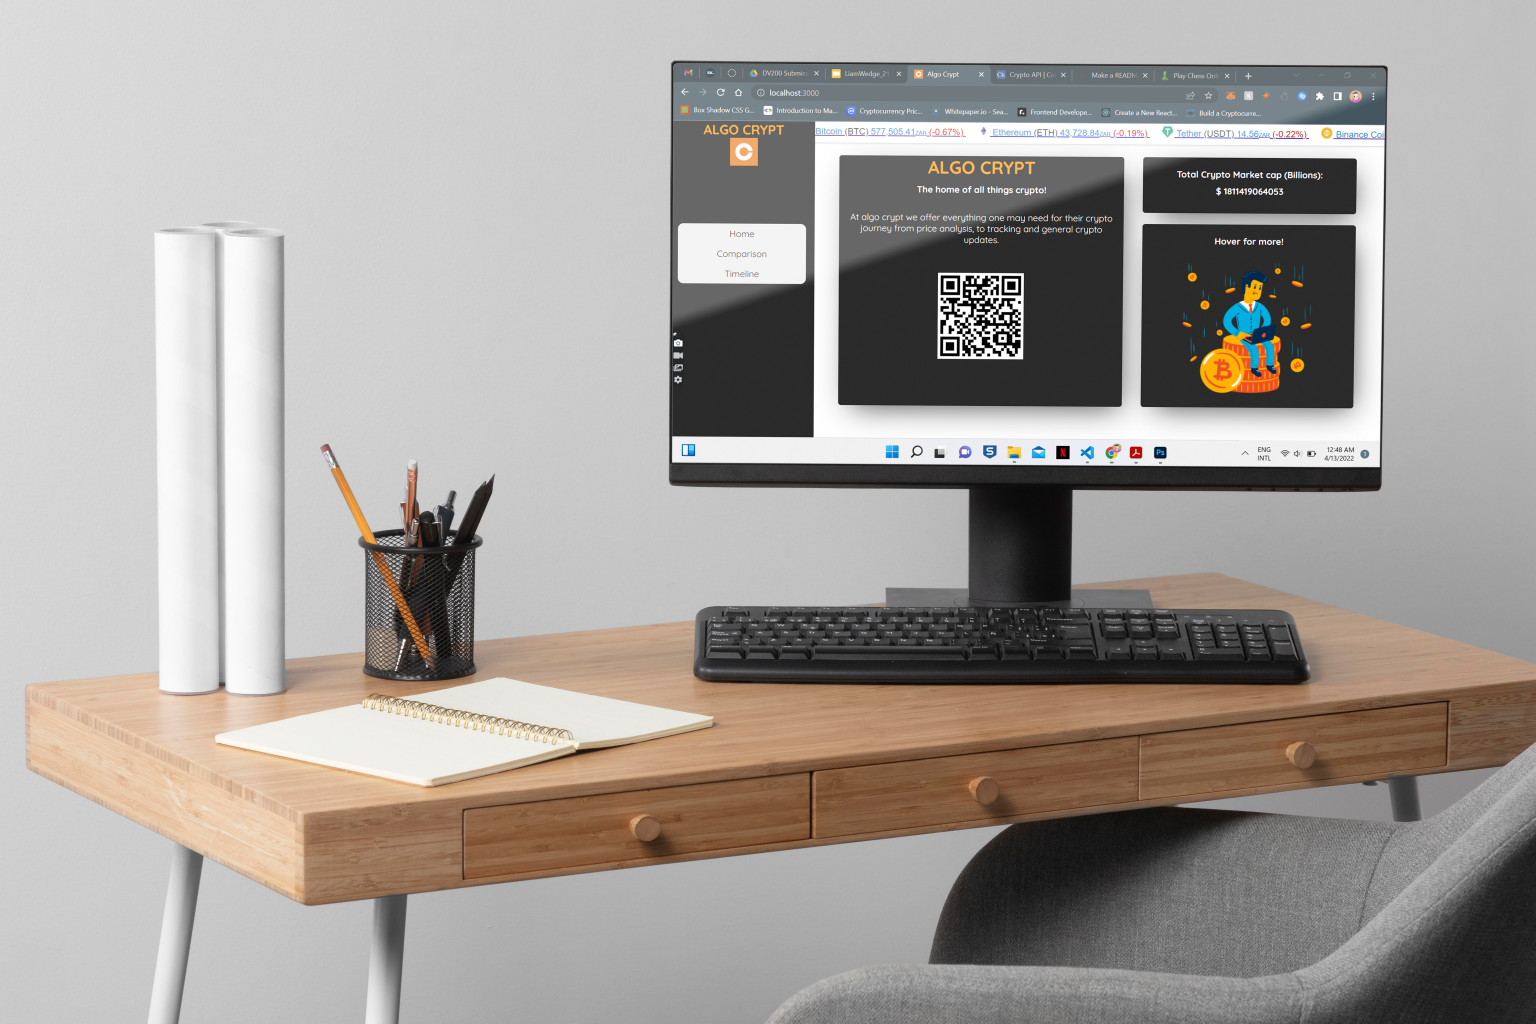 DV200 Submiss
LiamWedge_21
Algo Crypt
Crypto API | Co
Make a README
Play Chess Onl
localhost:3000
Box Shadow CSS G...
Introduction to Ma...
Cryptocurrency Pric...
Whitepaper.io - Sea...
Frontend Develope...
Create a New React...
Build a Cryptocurre...
ALGO CRYPT
Bitcoin (BTC) 577,505.41ZAR (-0.67%)
Ethereum (ETH) 43,728.84ZAR (-0.19%)
Tether (USDT) 14.56ZAR (-0.22%)
Binance Coi
Home
Comparison
Timeline
ALGO CRYPT
The home of all things crypto!
At algo crypt we offer everything one may need for their crypto
journey from price analysis, to tracking and general crypto
updates.
Total Crypto Market cap (Billions):
$ 1811419064053
Hover for more!
ENG
INTL
12:48 AM
4/13/2022
Ps